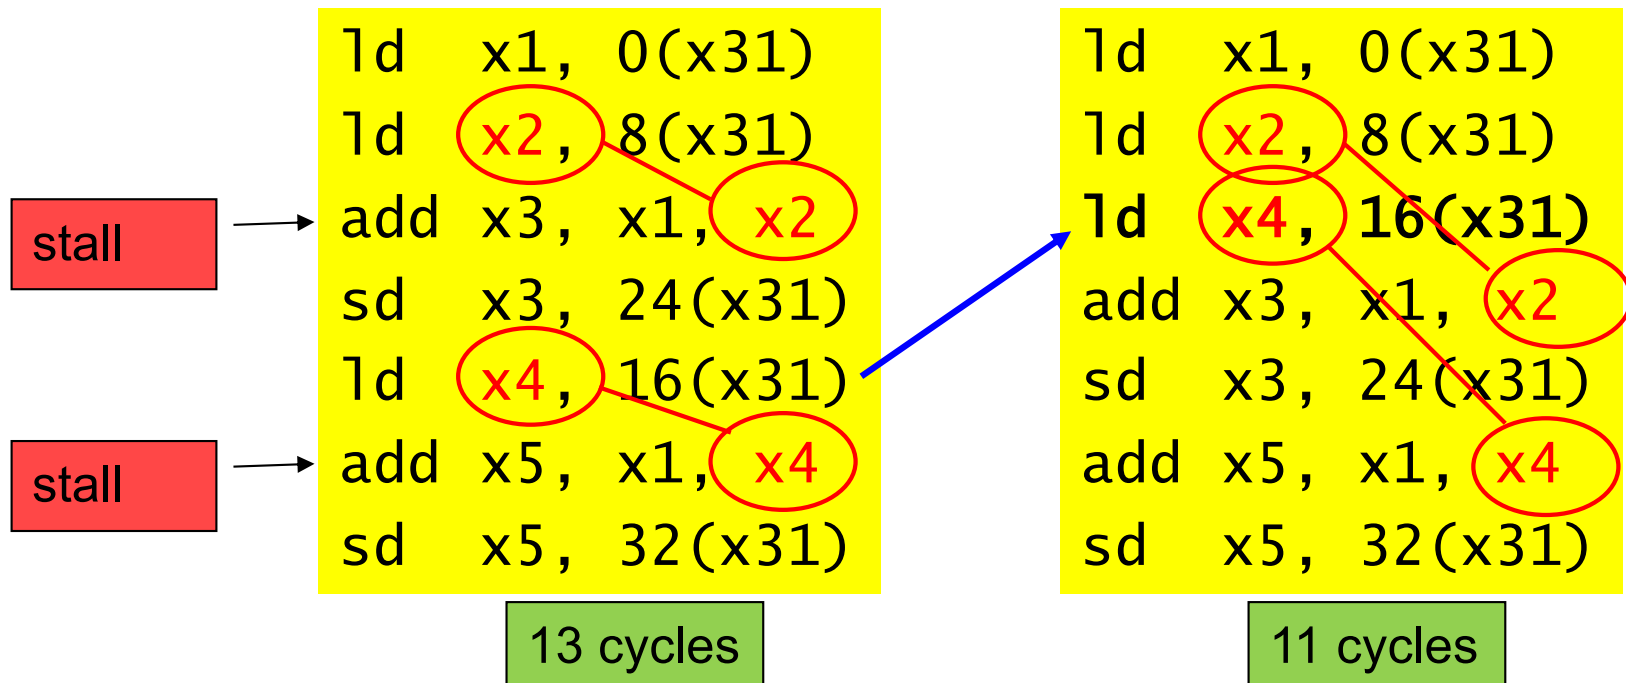 ld x1, 0(x31)
ld x2, 8(x31)
stall
add x3, x1, x2
sd x3, 24(x31)
ld x4, 16(x31)
stall
add x5, x1, x4
sd x5, 32(x31)
13 cycles
ld x1, 0(x31)
ld x2, 8(x31)
ld x4, 16(x31)
add x3, x1, x2
sd x3, 24(x31)
add x5, x1, x4
sd x5, 32(x31)
11 cycles